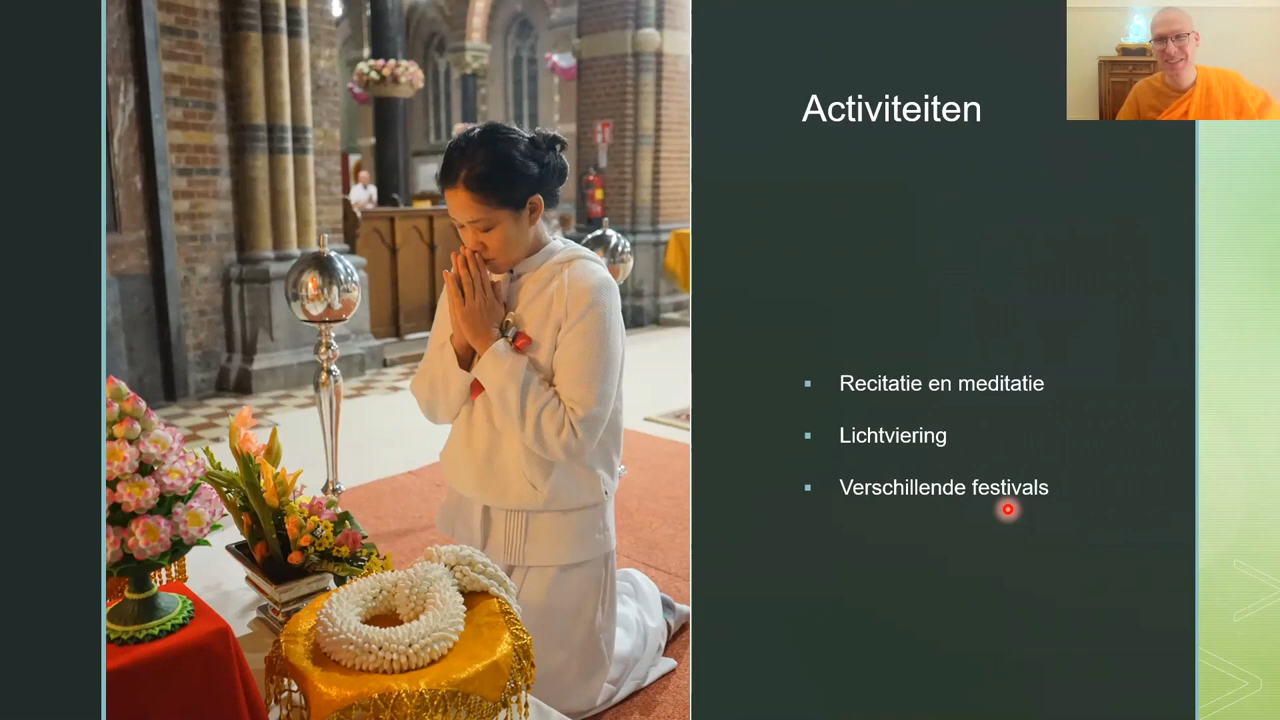 Activiteiten
Recitatie en meditatie
Lichtviering
Verschillende festivals